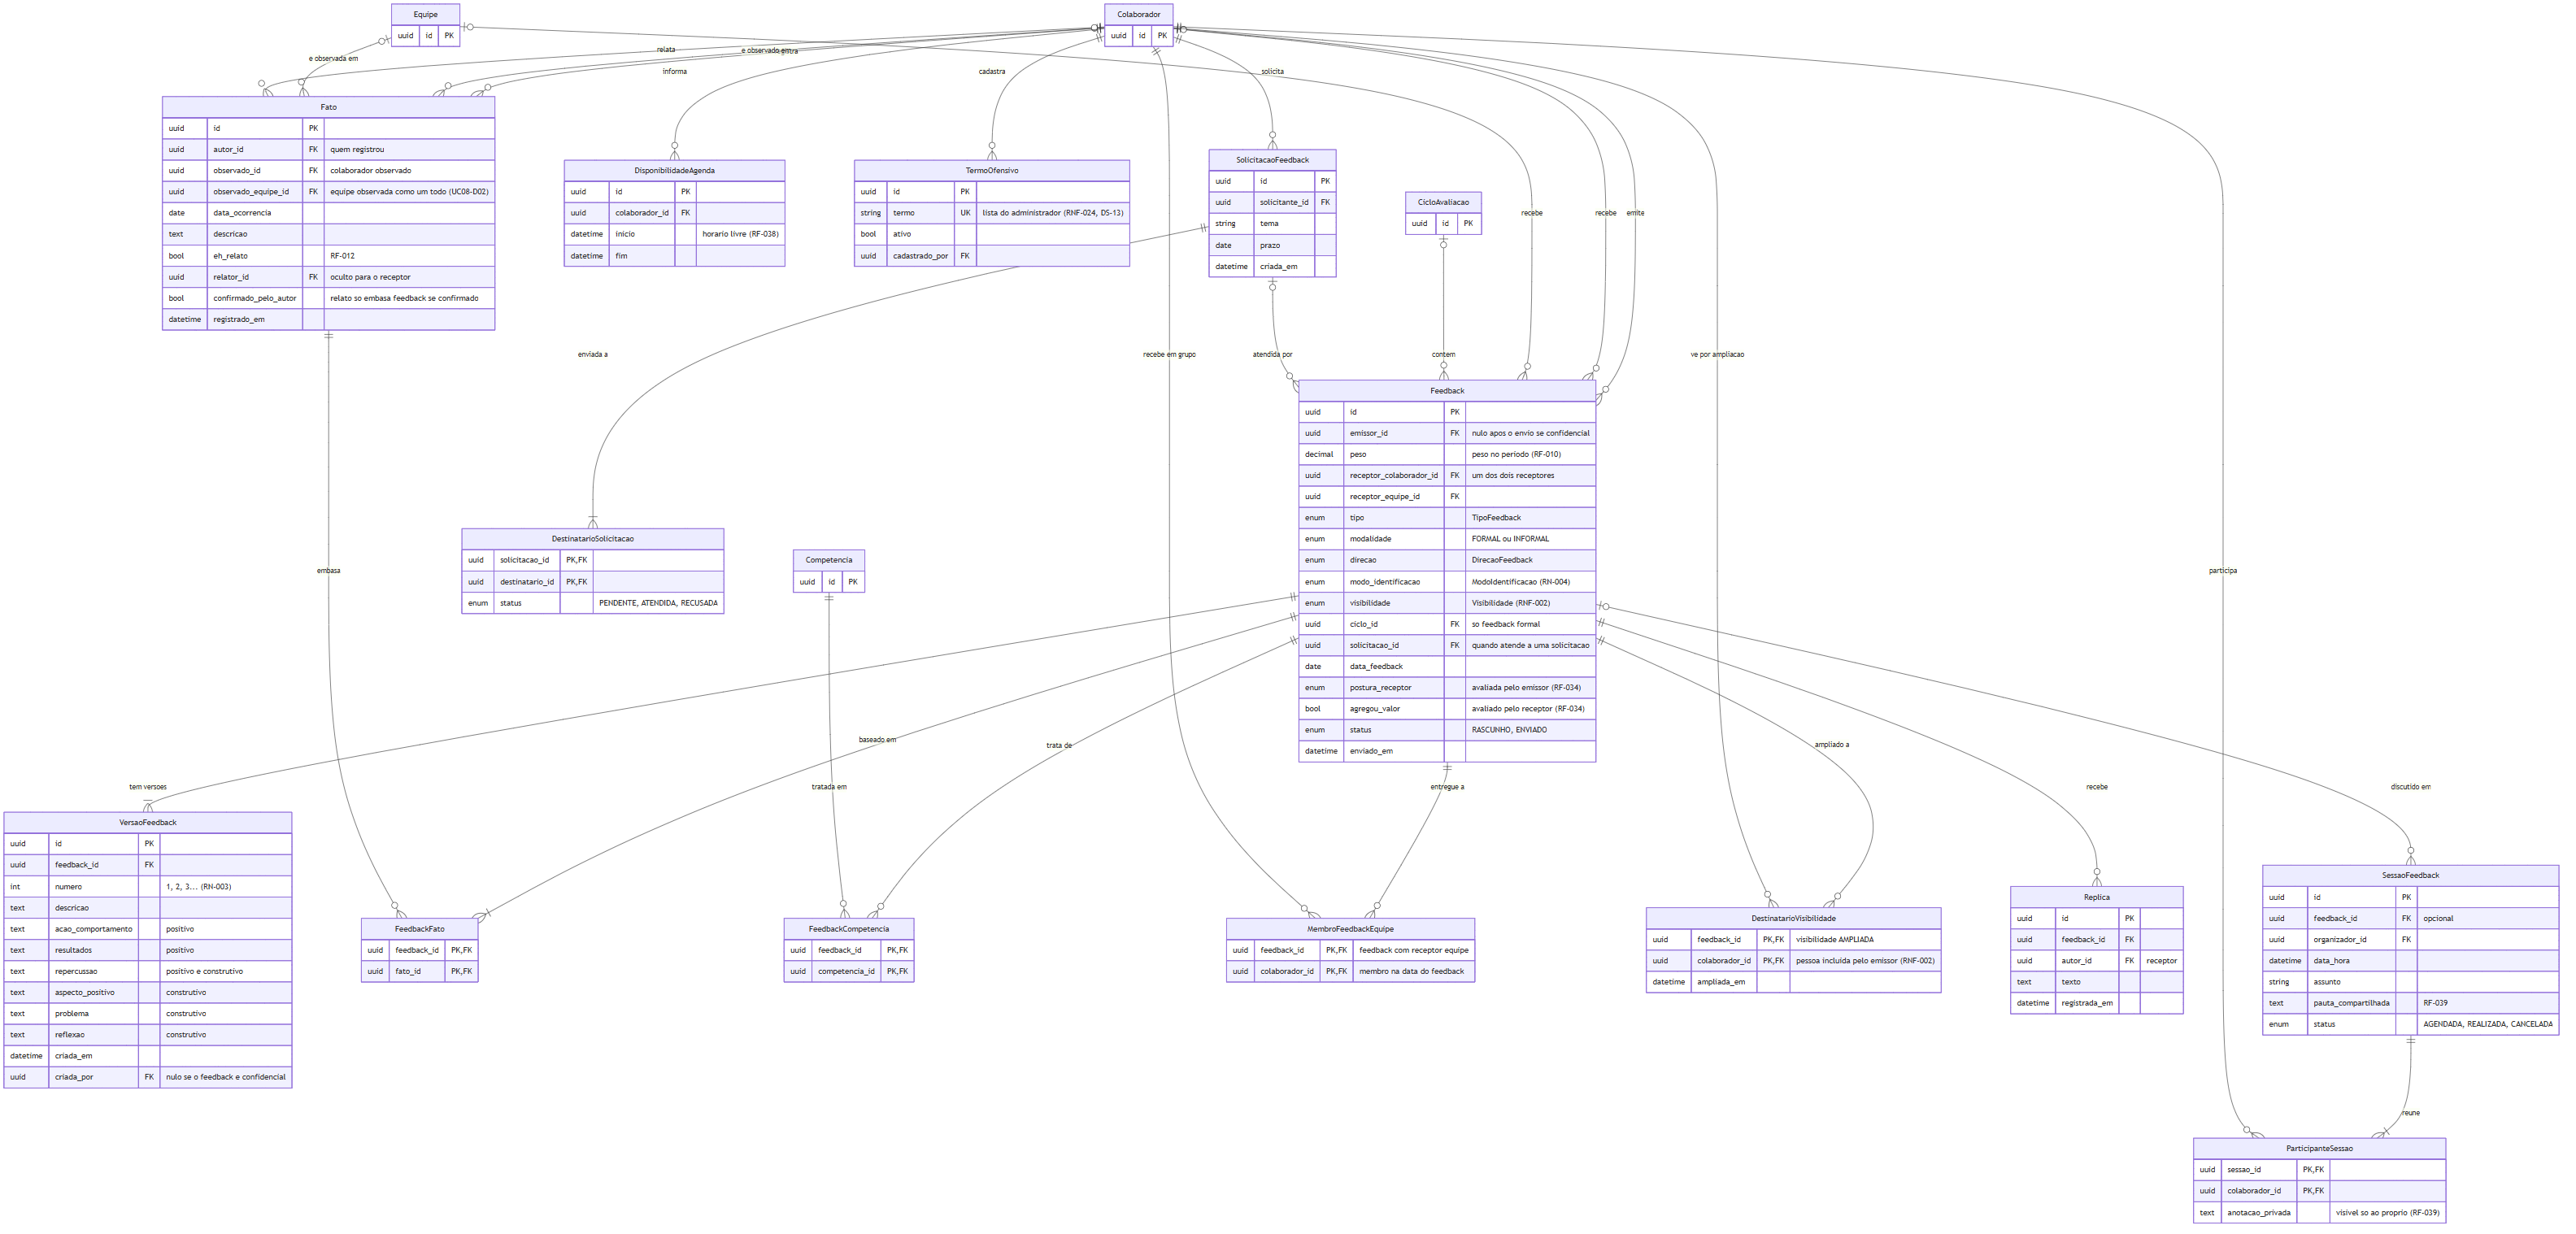 Equipe
uuid id PK
Colaborador
uuid id PK
relata
e observado em
registra
e observada em
informa
cadastra
solicita
Fato
uuid id PK
uuid autor_id FK quem registrou
uuid observado_id FK colaborador observado
uuid observado_equipe_id FK equipe observada como um todo (UC08-D02)
date data_ocorrencia
text descricao
bool eh_relato RF-012
uuid relator_id FK oculto para o receptor
bool confirmado_pelo_autor relato so embasa feedback se confirmado
datetime registrado_em
DisponibilidadeAgenda
uuid id PK
uuid colaborador_id FK
datetime inicio horario livre (RF-038)
datetime fim
TermoOfensivo
uuid id PK
string termo UK lista do administrador (RNF-024, DS-13)
bool ativo
uuid cadastrado_por FK
SolicitacaoFeedback
uuid id PK
uuid solicitante_id FK
string tema
date prazo
datetime criada_em
CicloAvaliacao
uuid id PK
recebe
recebe
emite
enviada a
recebe em grupo
atendida por
contem
ve por ampliacao
Feedback
uuid id PK
uuid emissor_id FK nulo apos o envio se confidencial
decimal peso peso no periodo (RF-010)
uuid receptor_colaborador_id FK um dos dois receptores
uuid receptor_equipe_id FK
enum tipo TipoFeedback
enum modalidade FORMAL ou INFORMAL
enum direcao DirecaoFeedback
enum modo_identificacao ModoIdentificacao (RN-004)
enum visibilidade Visibilidade (RNF-002)
uuid ciclo_id FK so feedback formal
uuid solicitacao_id FK quando atende a uma solicitacao
date data_feedback
enum postura_receptor avaliada pelo emissor (RF-034)
bool agregou_valor avaliado pelo receptor (RF-034)
enum status RASCUNHO, ENVIADO
datetime enviado_em
DestinatarioSolicitacao
uuid solicitacao_id PK,FK
uuid destinatario_id PK,FK
enum status PENDENTE, ATENDIDA, RECUSADA
Competencia
uuid id PK
embasa
participa
baseado em
trata de
ampliado a
tem versoes
tratada em
entregue a
recebe
discutido em
VersaoFeedback
uuid id PK
uuid feedback_id FK
int numero 1, 2, 3... (RN-003)
text descricao
text acao_comportamento positivo
text resultados positivo
text repercussao positivo e construtivo
text aspecto_positivo construtivo
text problema construtivo
text reflexao construtivo
datetime criada_em
uuid criada_por FK nulo se o feedback e confidencial
FeedbackFato
uuid feedback_id PK,FK
uuid fato_id PK,FK
FeedbackCompetencia
uuid feedback_id PK,FK
uuid competencia_id PK,FK
MembroFeedbackEquipe
uuid feedback_id PK,FK feedback com receptor equipe
uuid colaborador_id PK,FK membro na data do feedback
DestinatarioVisibilidade
uuid feedback_id PK,FK visibilidade AMPLIADA
uuid colaborador_id PK,FK pessoa incluida pelo emissor (RNF-002)
datetime ampliada_em
Replica
uuid id PK
uuid feedback_id FK
uuid autor_id FK receptor
text texto
datetime registrada_em
SessaoFeedback
uuid id PK
uuid feedback_id FK opcional
uuid organizador_id FK
datetime data_hora
string assunto
text pauta_compartilhada RF-039
enum status AGENDADA, REALIZADA, CANCELADA
reune
ParticipanteSessao
uuid sessao_id PK,FK
uuid colaborador_id PK,FK
text anotacao_privada visivel so ao proprio (RF-039)